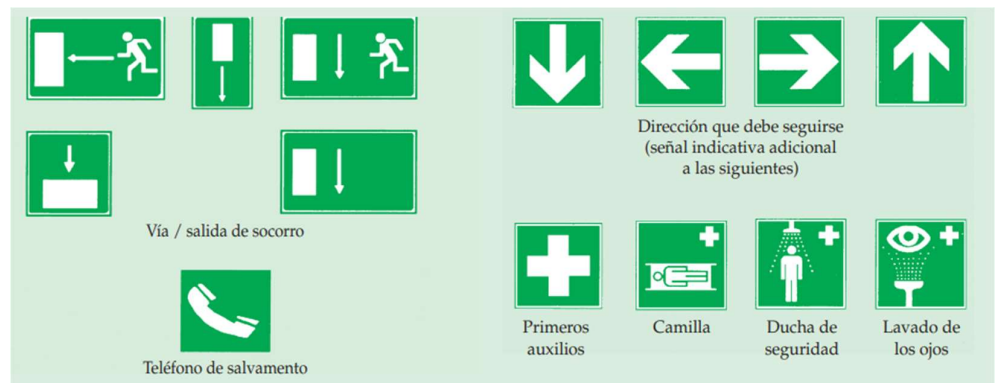 Vía / salida de socorro
Teléfono de salvamento
Dirección que debe seguirse
(señal indicativa adicional
a las siguientes)
Primeros
auxilios
Camilla
Ducha de
seguridad
Lavado de
los ojos